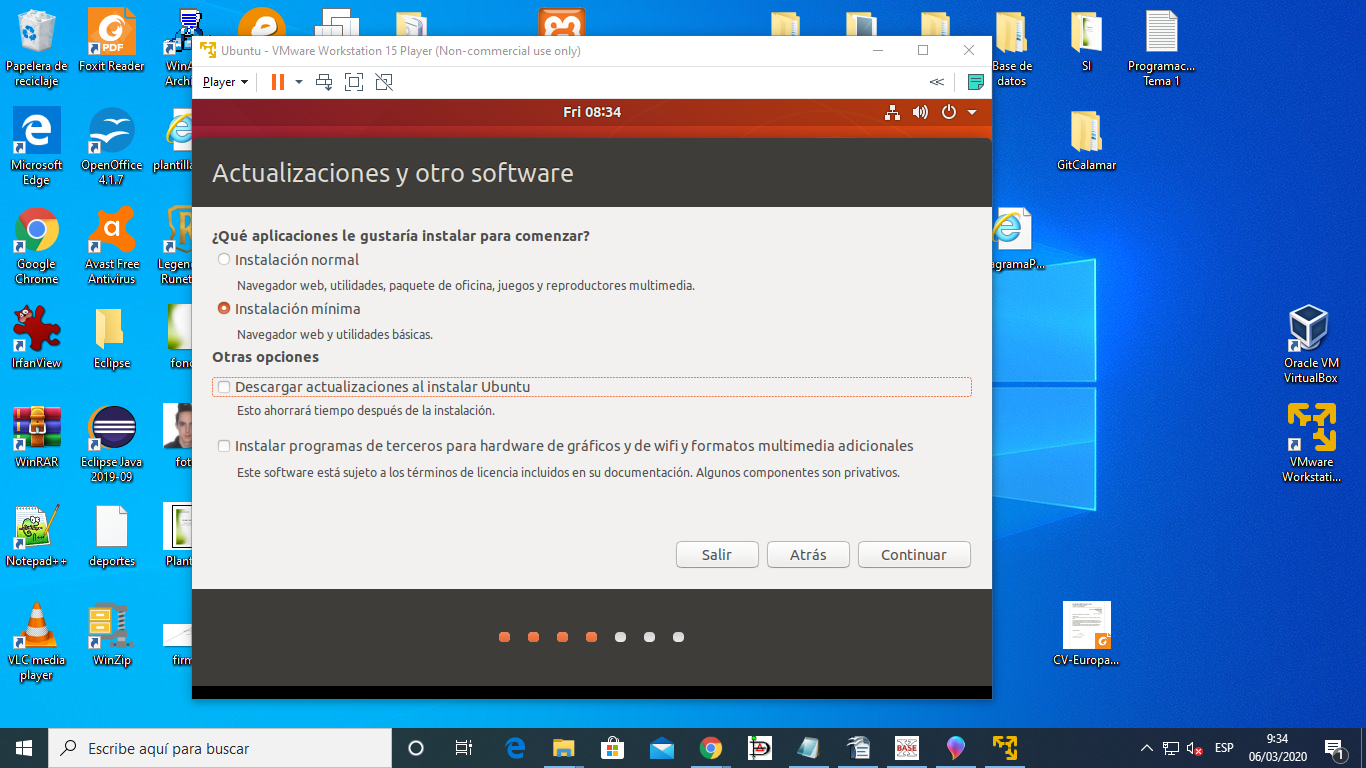 Papelera de
reciclaje
Foxit Reader
PDF
WinA
Archi
Base de
datos
SI
Programac...
Tema 1
Ubuntu - VMware Workstation 15 Player (Non-commercial use only)
Player
Fri 08:34
Microsoft
Edge
OpenOffice
4.1.7
plantilla
GitCalamar
Actualizaciones y otro software
¿Qué aplicaciones le gustaría instalar para comenzar?
Instalación normal
Navegador web, utilidades, paquete de oficina, juegos y reproductores multimedia.
Instalación mínima
Navegador web y utilidades básicas.
Otras opciones
Descargar actualizaciones al instalar Ubuntu
Esto ahorrará tiempo después de la instalación.
Instalar programas de terceros para hardware de gráficos y de wifi y formatos multimedia adicionales
Este software está sujeto a los términos de licencia incluidos en su documentación. Algunos componentes son privativos.
Salir
Atrás
Continuar
Google
Chrome
Avast Free
Antivirus
Legen
Runet
agramaP...
IrfanView
Eclipse
fon
Oracle VM
VirtualBox
WinRAR
Eclipse Java
2019-09
fot
VMware
Workstati...
Notepad++
deportes
Plant
VLC media
player
WinZip
firm
CV-Europa...
Escribe aquí para buscar
BASE
ESP
9:34
06/03/2020
1